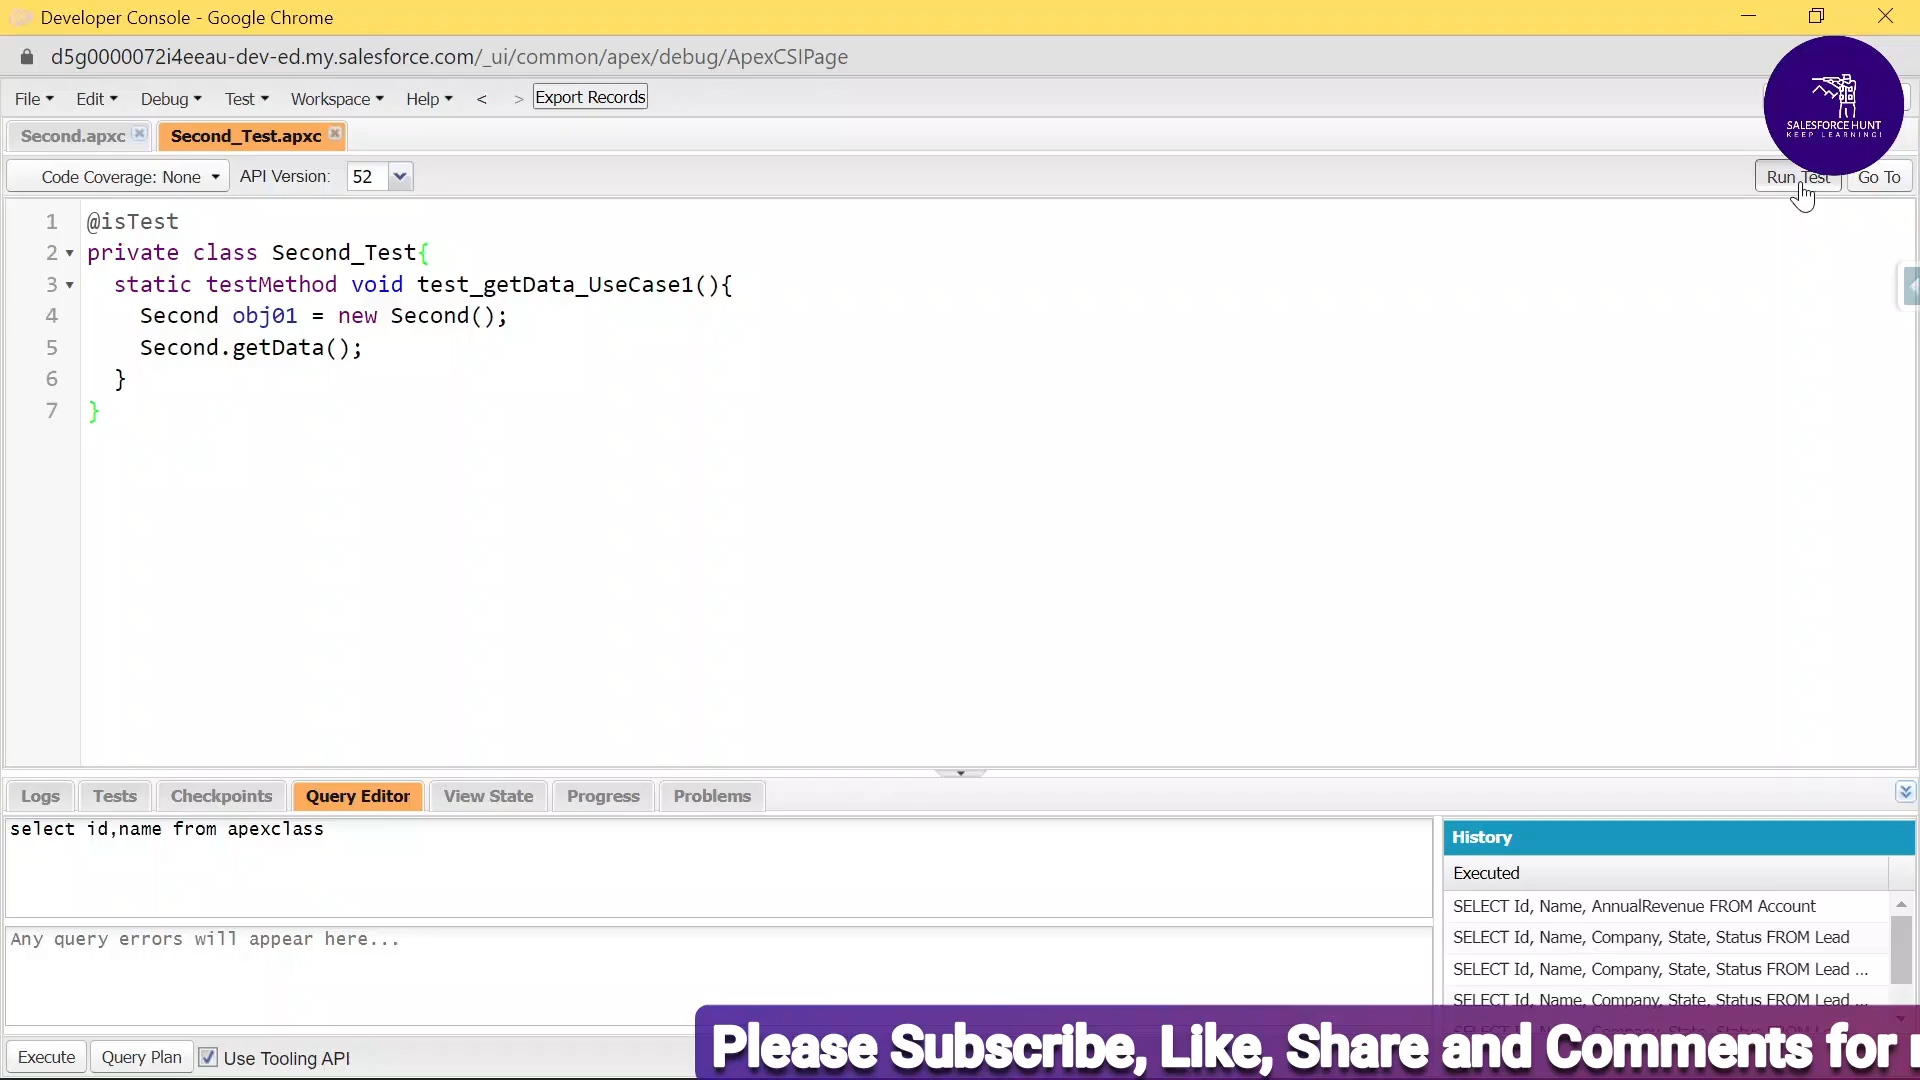 Developer Console - Google Chrome
d5g0000072i4eeau-dev-ed.my.salesforce.com/_ui/common/apex/debug/ApexCSIPage
File Edit Debug Test Workspace Help < > Export Records
SALESFORCE HUNT
KEEP LEARNING!
Second.apxc Second_Test.apxc
Code Coverage: None API Version: 52 Run Test Go To
1 @isTest
2 private class Second_Test{
3 static testMethod void test_getData_UseCase1(){
4 Second obj01 = new Second();
5 Second.getData();
6 }
7 }
Logs Tests Checkpoints Query Editor View State Progress Problems
select id,name from apexclass
Any query errors will appear here...
History
Executed
SELECT Id, Name, AnnualRevenue FROM Account
SELECT Id, Name, Company, State, Status FROM Lead
SELECT Id, Name, Company, State, Status FROM Lead ...
SELECT Id, Name, Company, State, Status FROM Lead ...
Execute Query Plan Use Tooling API
Please Subscribe, Like, Share and Comments for